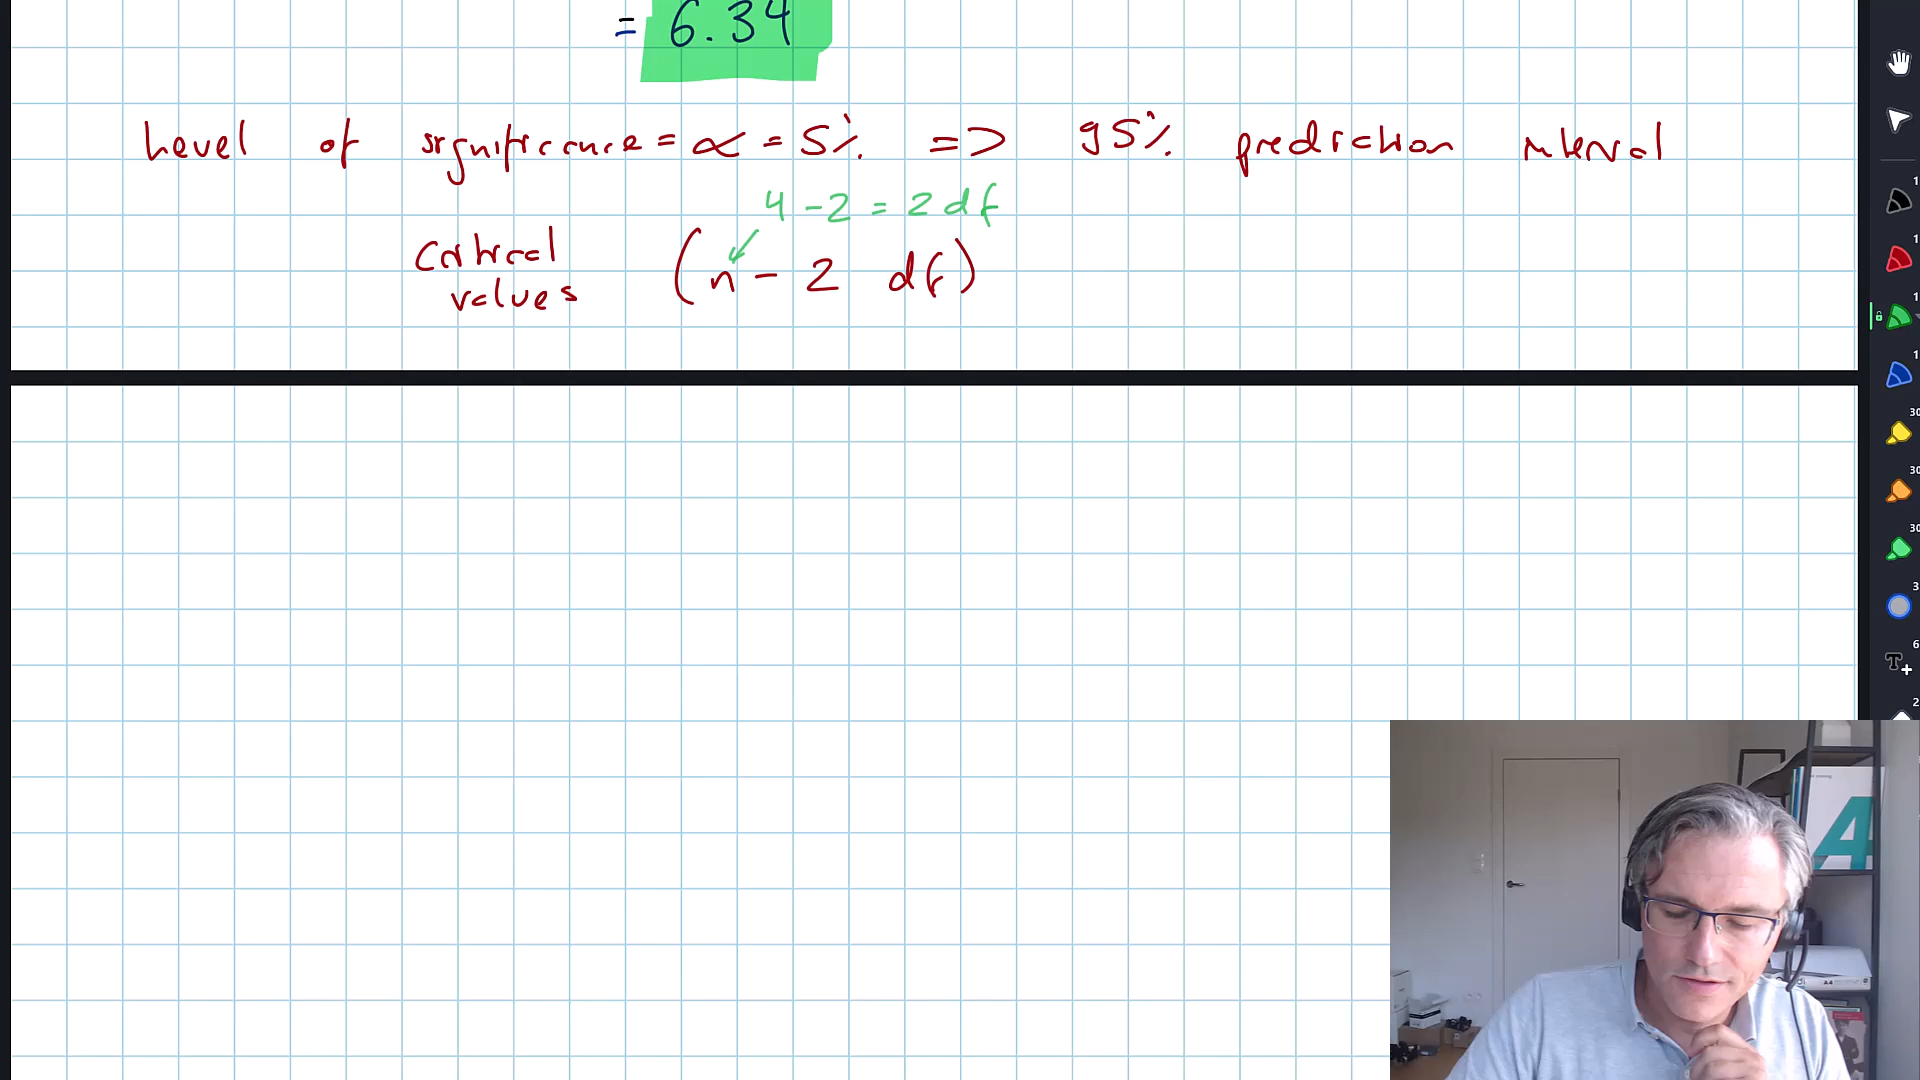 = 6.34
Level of significance = ∝ = 5% => 95% prediction interval
4 - 2 = 2 df
Critical values (n - 2 df)